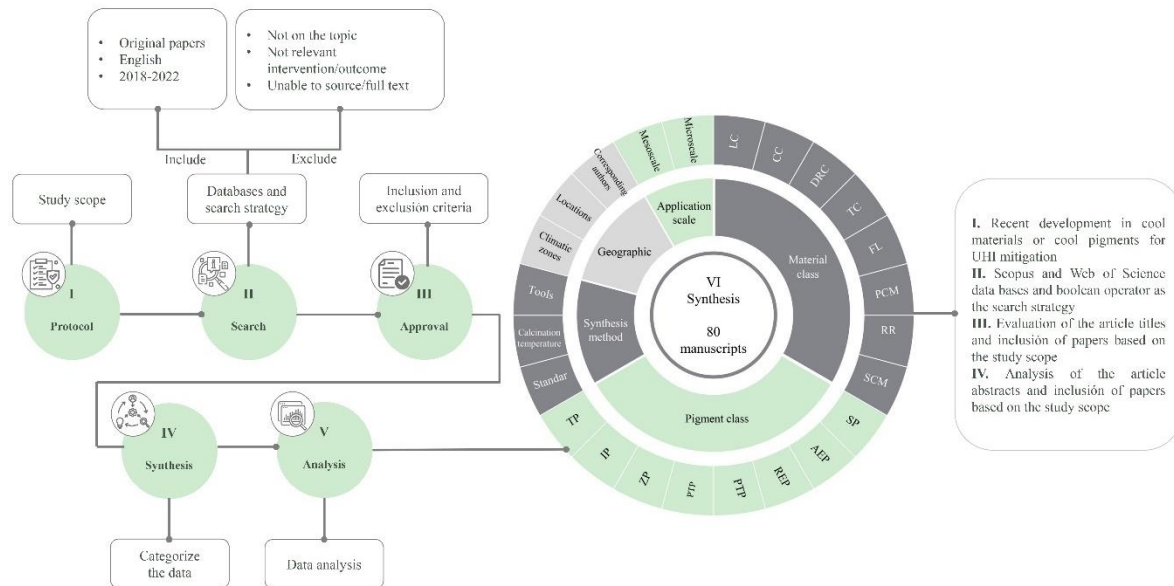 • Original papers
• English
• 2018-2022
• Not on the topic
• Not relevant
intervention/outcome
• Unable to source/full text
Include
Exclude
Study scope
Databases and
search strategy
Inclusion and
exclusion criteria
I
Protocol
II
Search
III
Approval
IV
Synthesis
V
Analysis
Categorize
the data
Data analysis
VI
Synthesis
80
manuscripts
Application
scale
Material
class
Pigment class
Synthesis
method
Geographic
Mesoscale
Microscale
LC
CC
DRC
TC
FL
PCM
RR
SCM
SP
AEP
REP
PTP
PTP
ZP
IP
TP
Standar
Calcination
temperature
Tools
Climatic
zones
Locations
Corresponding
authors
I. Recent development in cool
materials or cool pigments for
UHI mitigation
II. Scopus and Web of Science
data bases and boolean operator as
the search strategy
III. Evaluation of the article titles
and inclusión of papers based on
the study scope
IV. Analysis of the article
abstracts and inclusión of papers
based on the study scope